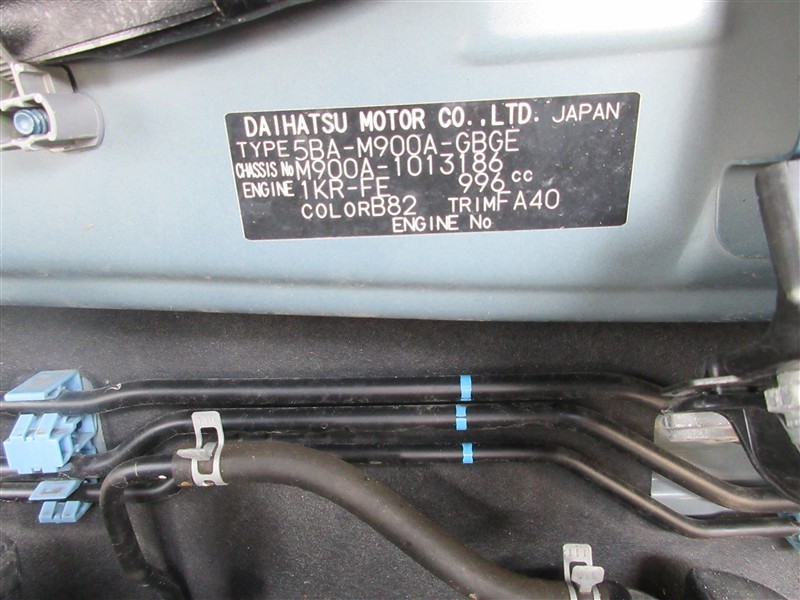 DAIHATSU MOTOR CO.,LTD. JAPAN
TYPE 5BA-M900A-GBGE
CHASSIS No M900A-1013186
ENGINE 1KR-FE 996 cc
COLOR B82 TRIM FA40
ENGINE No